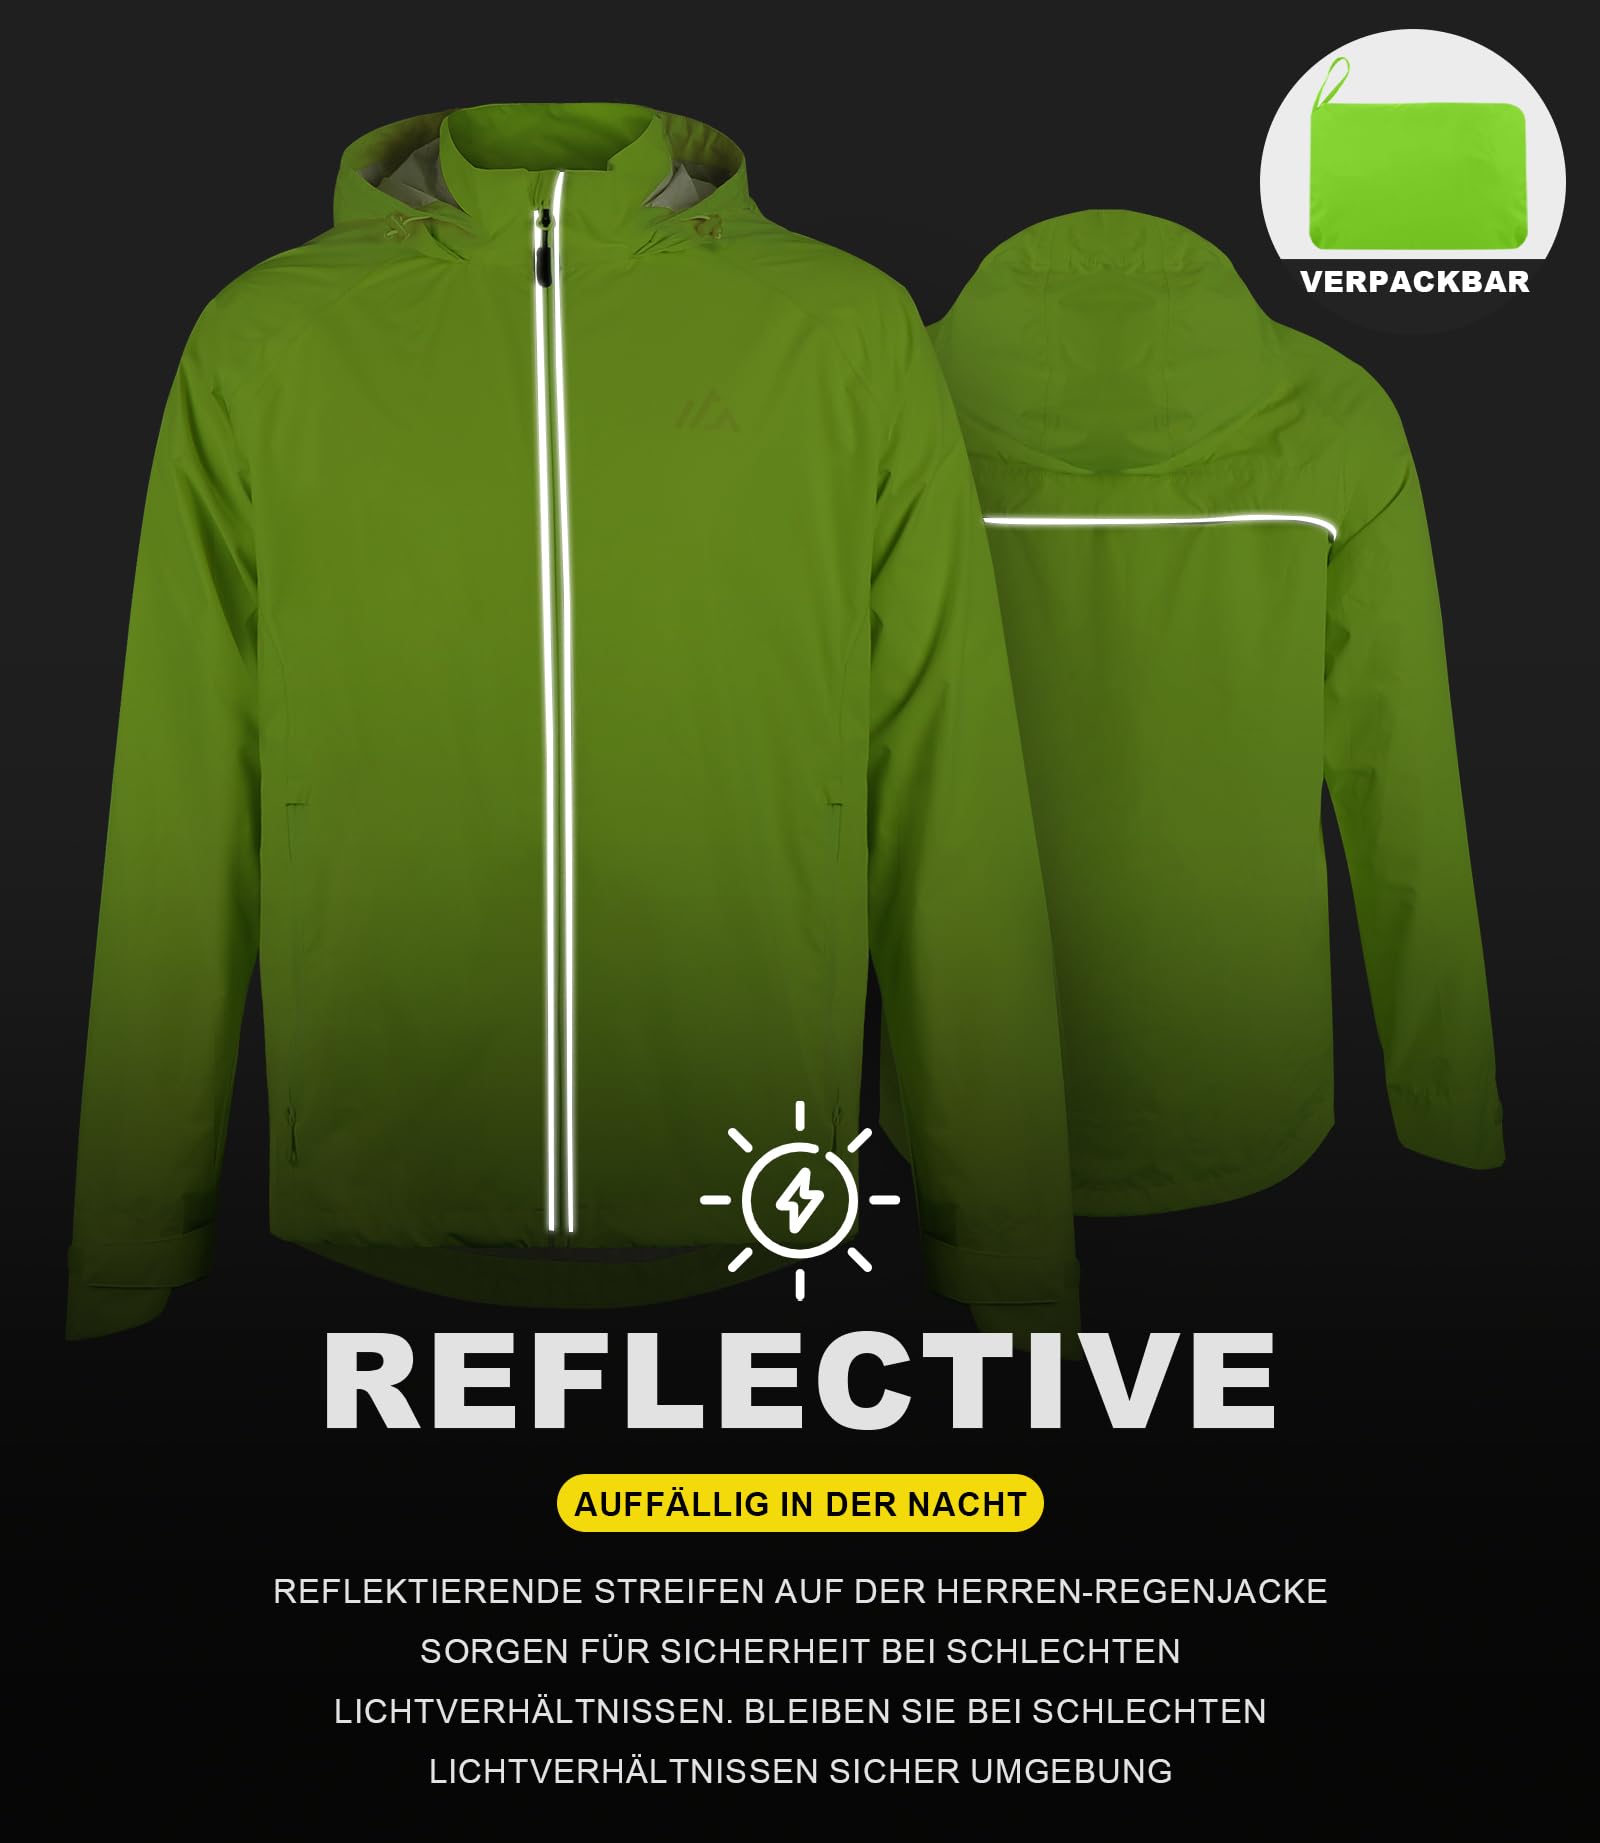 VERPACKBAR
REFLECTIVE
AUFFÄLLIG IN DER NACHT
REFLEKTIERENDE STREIFEN AUF DER HERREN-REGENJACKE
SORGEN FÜR SICHERHEIT BEI SCHLECHTEN
LICHTVERHÄLTNISSEN. BLEIBEN SIE BEI SCHLECHTEN
LICHTVERHÄLTNISSEN SICHER UMGEBUNG